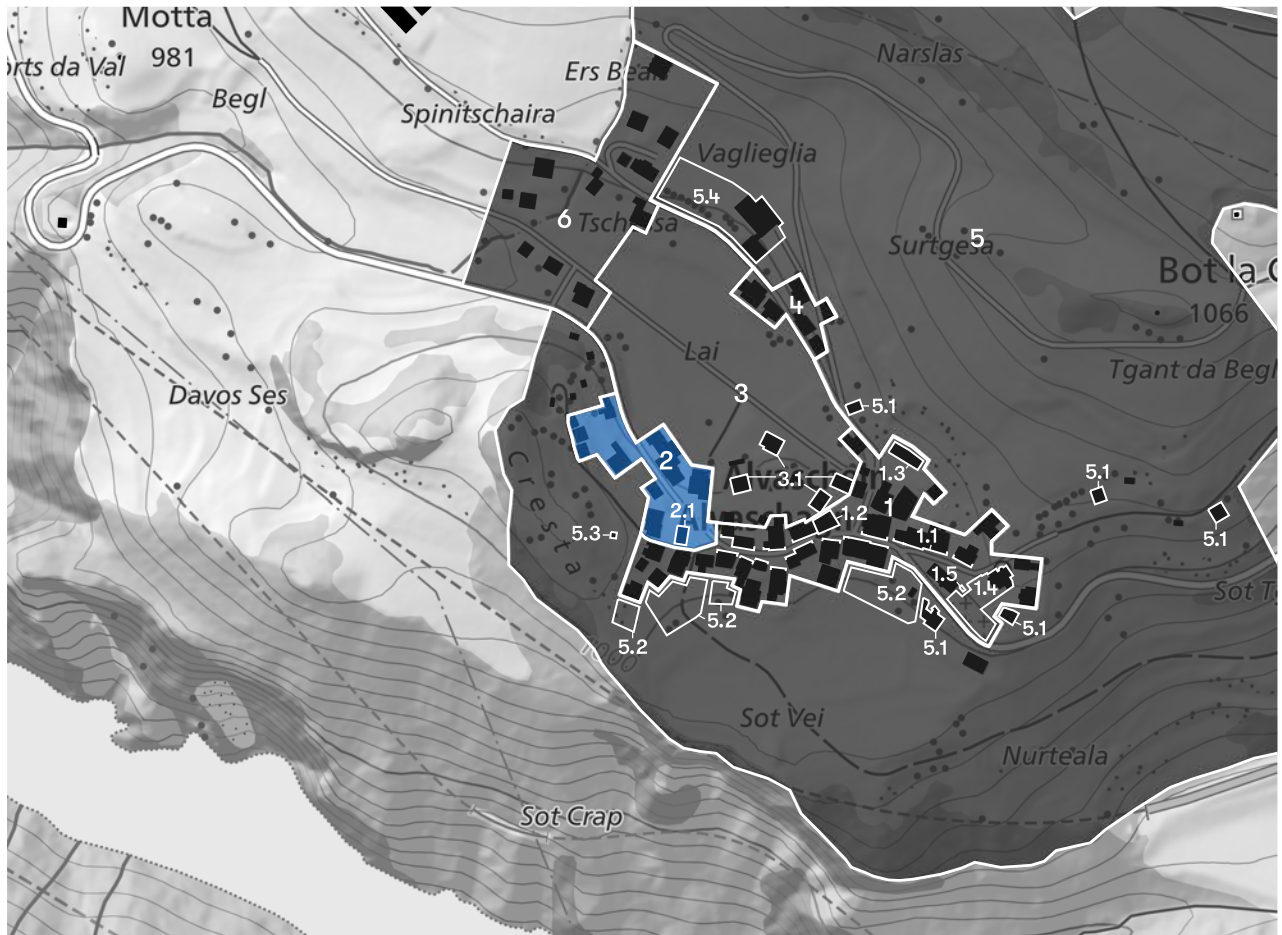 Motta
981
orts da Val
Begl
Spinitschaira
Ers Beals
Narslas
Vaglieglia
5.4
6
Surtgesa
5
Bot la C
1066
4
Lai
Tgant da Begl
Davos Ses
3
5.1
2
3.1
1.3
5.1
2.1
1.2
1
5.3
1.1
5.1
Cresta
1.5
1.4
5.2
Sot T
5.2
5.1
5.1
5.2
1000
Sot Vei
Nurteala
Sot Crap